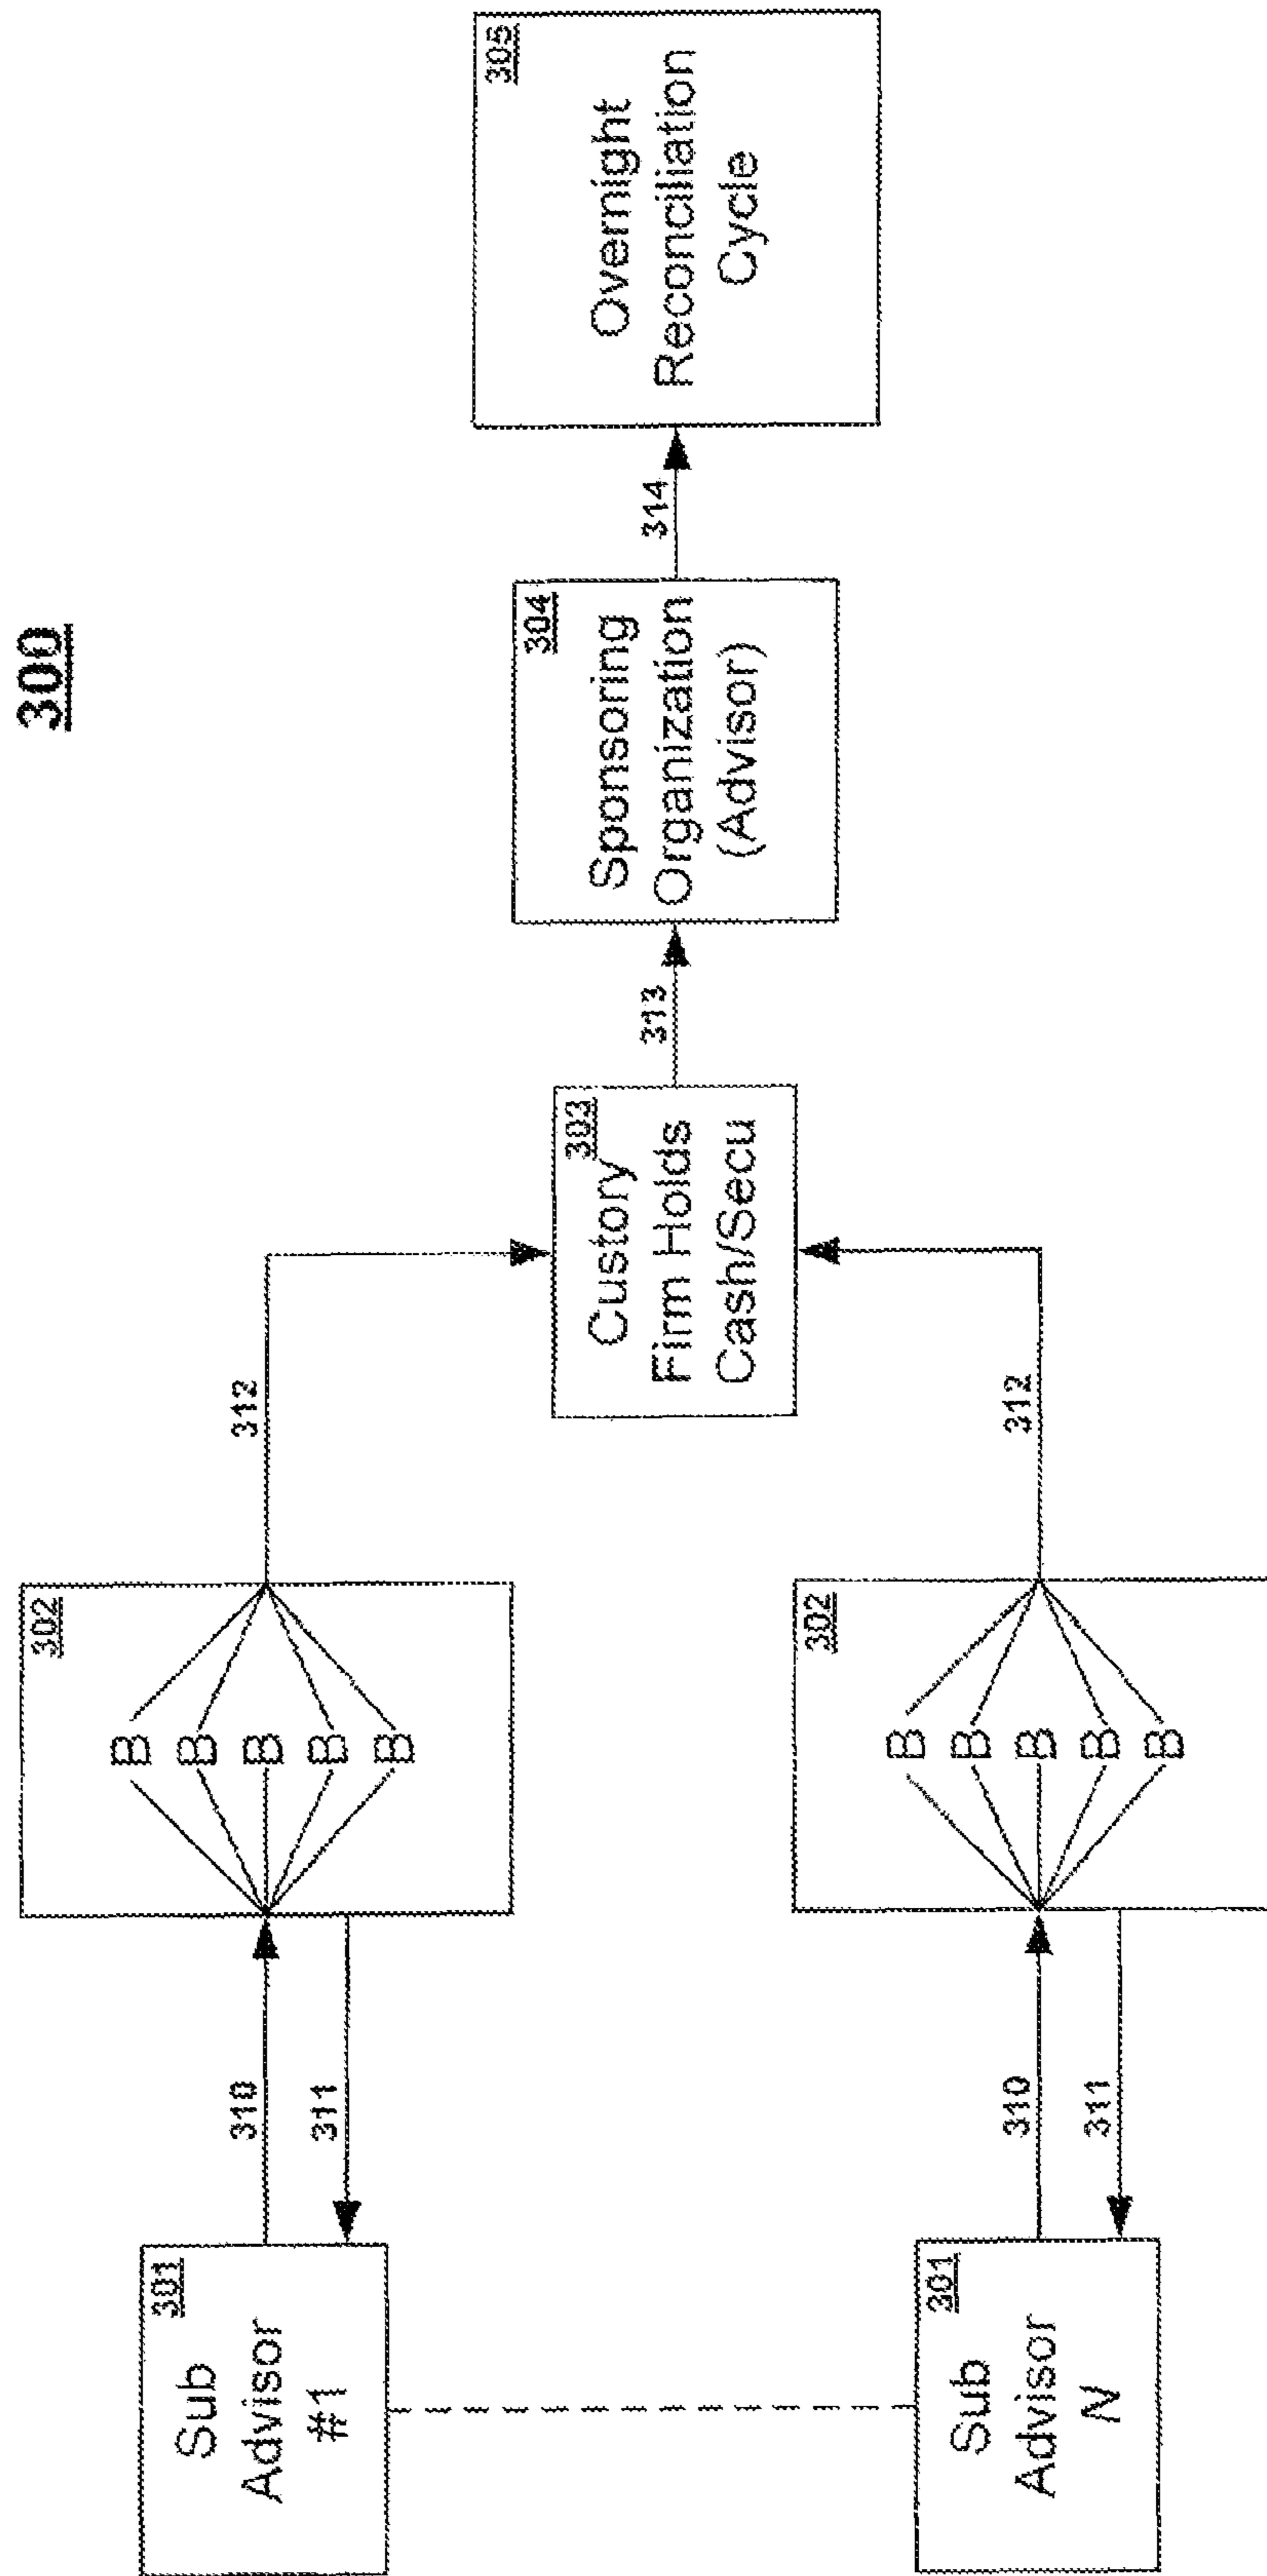 300
301
Sub
Advisor
#1
310
311
302
B
B
B
B
B
312
301
Sub
Advisor
N
310
311
302
B
B
B
B
B
312
303
Custory
Firm Holds
Cash/Secu
313
304
Sponsoring
Organization
(Advisor)
314
305
Overnight
Reconciliation
Cycle